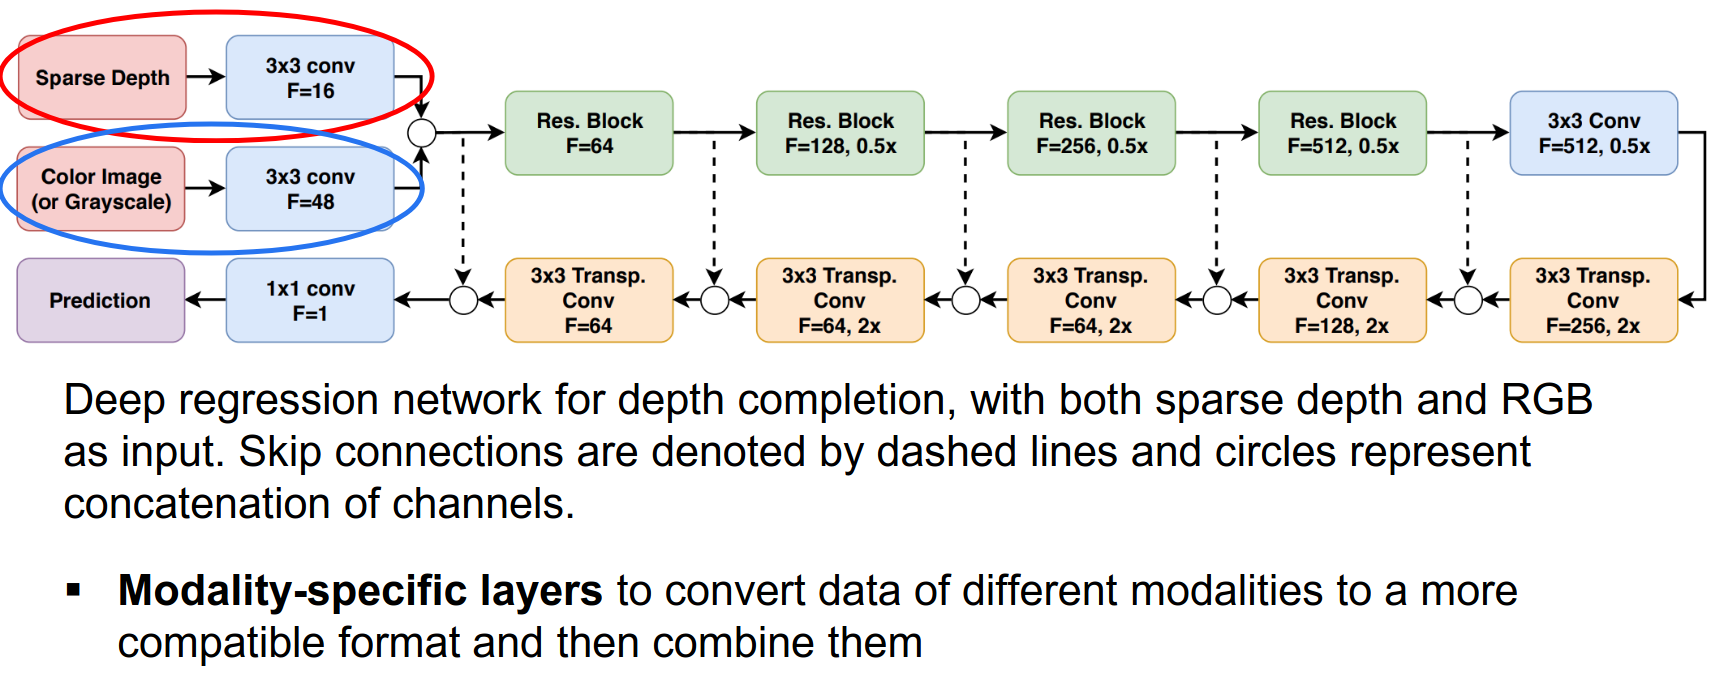 Sparse Depth
3x3 conv
F=16
Color Image
(or Grayscale)
3x3 conv
F=48
Res. Block
F=64
Res. Block
F=128, 0.5x
Res. Block
F=256, 0.5x
Res. Block
F=512, 0.5x
3x3 Conv
F=512, 0.5x
Prediction
1x1 conv
F=1
3x3 Transp.
Conv
F=64
3x3 Transp.
Conv
F=64, 2x
3x3 Transp.
Conv
F=64, 2x
3x3 Transp.
Conv
F=128, 2x
3x3 Transp.
Conv
F=256, 2x
Deep regression network for depth completion, with both sparse depth and RGB
as input. Skip connections are denoted by dashed lines and circles represent
concatenation of channels.
▪ Modality-specific layers to convert data of different modalities to a more
compatible format and then combine them